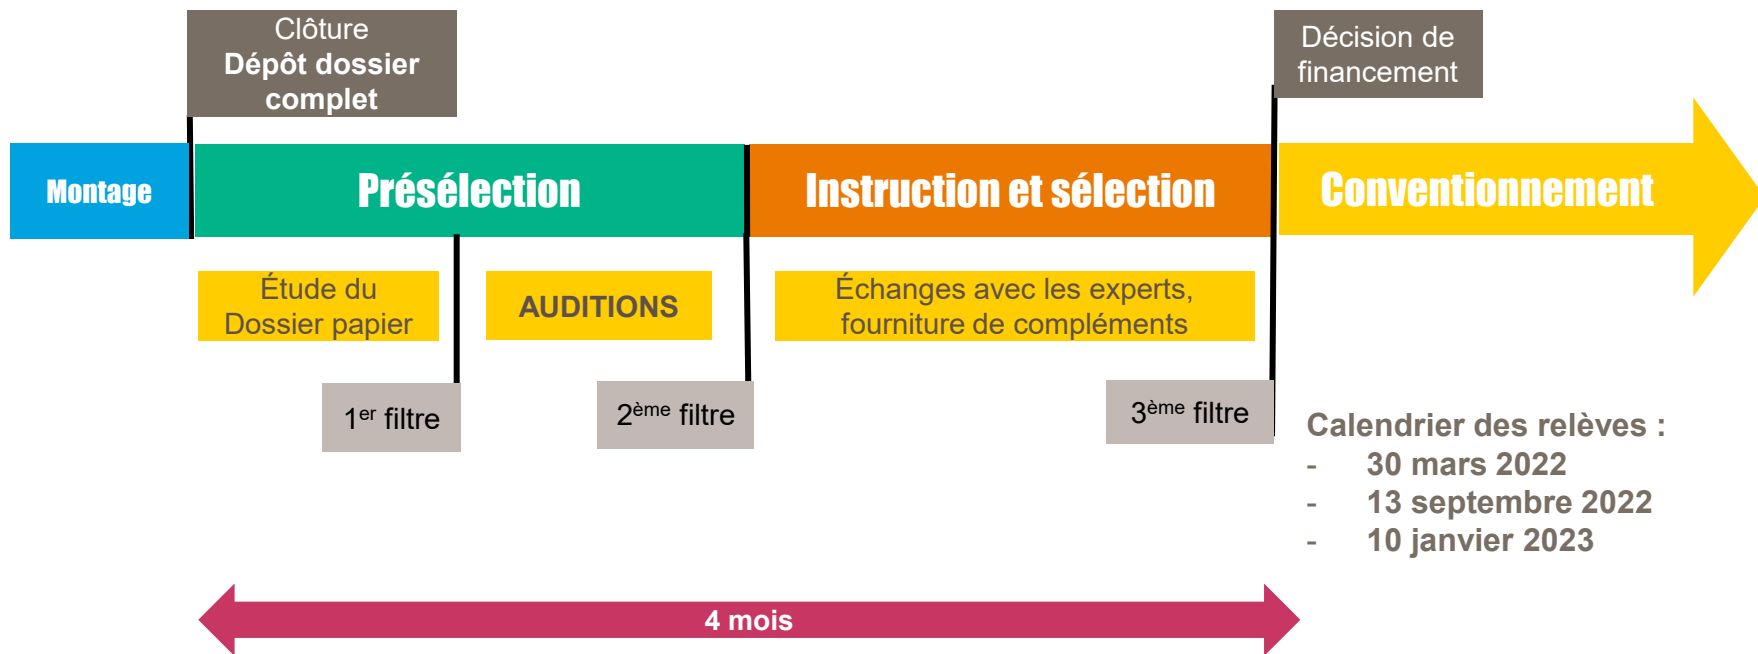 Clôture
Dépôt dossier
complet
Décision de
financement
Montage
Présélection
Instruction et sélection
Conventionnement
Étude du
Dossier papier
AUDITIONS
Échanges avec les experts,
fourniture de compléments
1er filtre
2ème filtre
3ème filtre
Calendrier des relèves :
- 30 mars 2022
- 13 septembre 2022
- 10 janvier 2023
4 mois